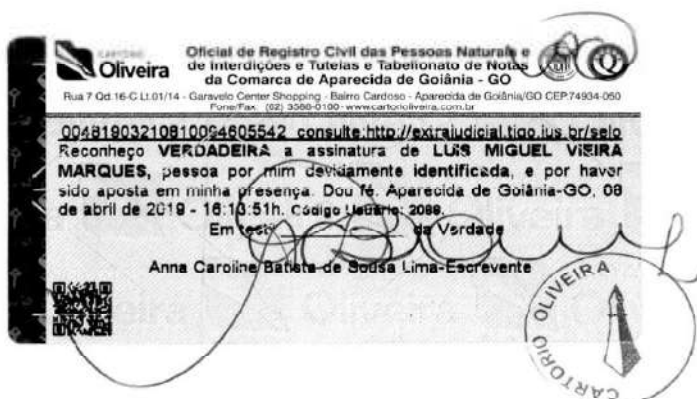 CARTÓRIO
Oliveira
Oficial de Registro Civil das Pessoas Naturais e
de Interdições e Tutelas e Tabelionato de Notas
da Comarca de Aparecida de Goiânia - GO
Rua 7 Qd.16-C Lt.01/14 - Garavelo Center Shopping - Bairro Cardoso - Aparecida de Goiânia/GO CEP:74934-050
Fone/Fax: (62) 3588-0100 - www.cartoriooliveira.com.br
00481903210810094605542 consulte:http://extrajudicial.tjgo.jus.br/selo
Reconheço VERDADEIRA a assinatura de LUIS MIGUEL VIEIRA
MARQUES, pessoa por mim devidamente identificada, e por haver
sido aposta em minha presença. Dou fé. Aparecida de Goiânia-GO, 08
de abril de 2019 - 16:13:51h. Código Usuário: 2088.
Em test da Verdade
Anna Caroline Batista de Sousa Lima-Escrevente
CARTORIO OLIVEIRA